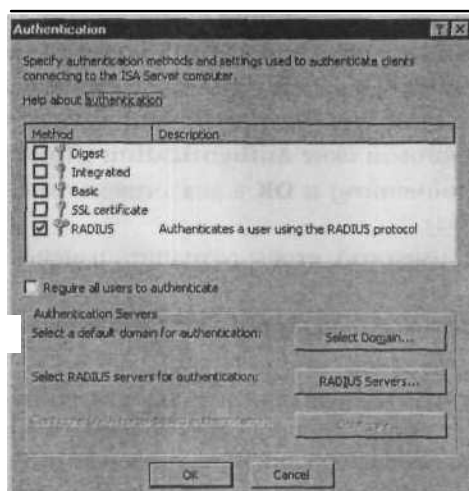 Authentication
Specify authentication methods and settings used to authenticate clients
connecting to the ISA Server computer.
Help about authentication
Method Description
Digest
Integrated
Basic
SSL certificate
RADIUS Authenticates a user using the RADIUS protocol
Require all users to authenticate
Authentication Servers
Select a default domain for authentication: Select Domain...
Select RADIUS servers for authentication: RADIUS Servers...
OK Cancel